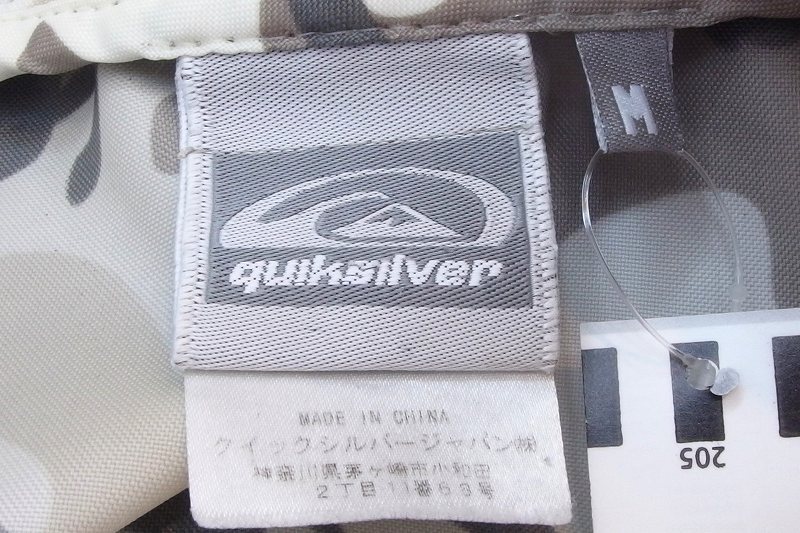 M
quiksilver
MADE IN CHINA
クイックシルバージャパン㈱
神奈川県茅ヶ崎市小和田
2丁目11番63号
205